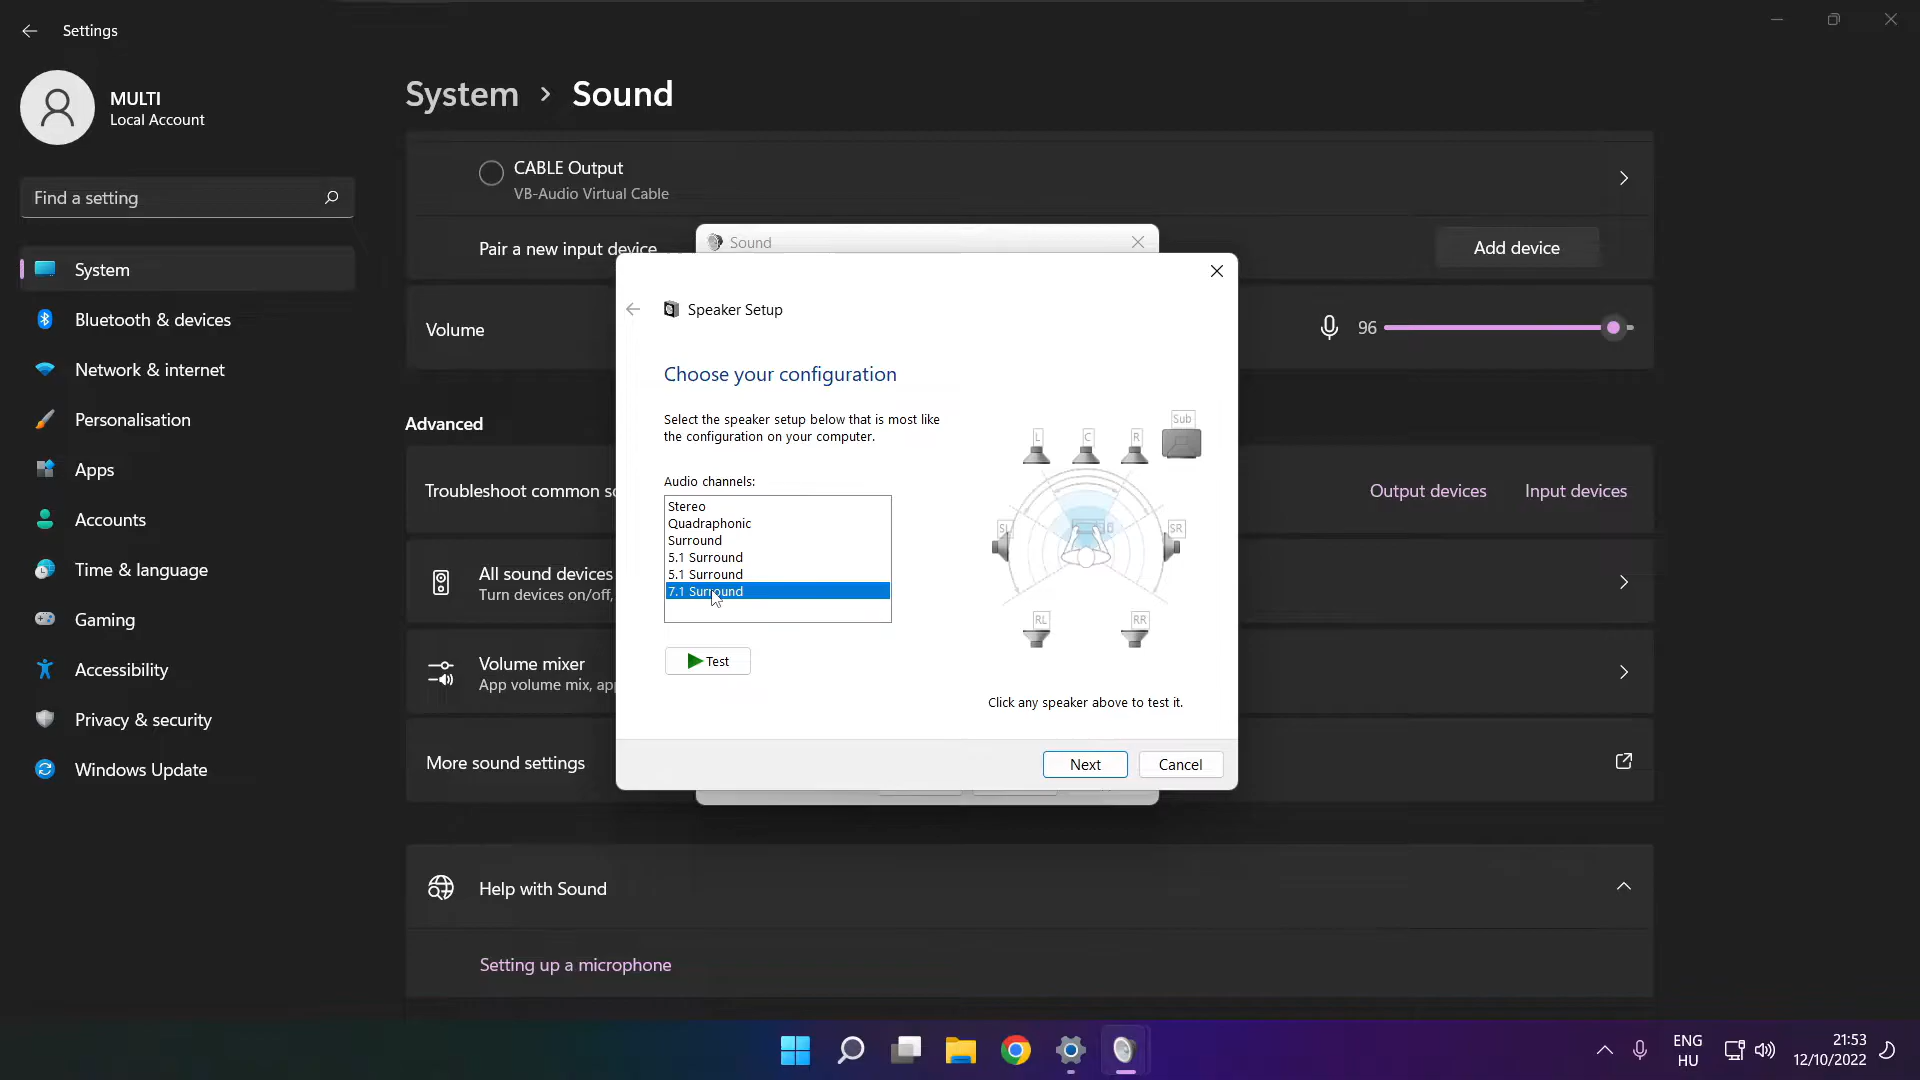 Settings
MULTI
Local Account
Find a setting
System
Bluetooth & devices
Network & internet
Personalisation
Apps
Accounts
Time & language
Gaming
Accessibility
Privacy & security
Windows Update
System > Sound
CABLE Output
VB-Audio Virtual Cable
Pair a new input device
Add device
Volume
96
Advanced
Troubleshoot common
Output devices
Input devices
All sound devices
Turn devices on/off,
Volume mixer
App volume mix,
More sound settings
Help with Sound
Setting up a microphone
Sound
Speaker Setup
Choose your configuration
Select the speaker setup below that is most like
the configuration on your computer.
Audio channels:
Stereo
Quadraphonic
Surround
5.1 Surround
5.1 Surround
7.1 Surround
Test
L
C
R
Sub
SL
SR
RL
RR
Click any speaker above to test it.
Next
Cancel
ENG
HU
21:53
12/10/2022